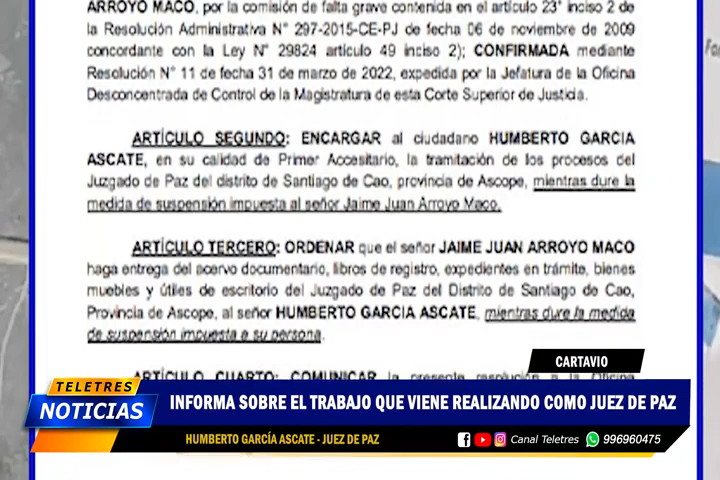 ARROYO MACO, por la comisión de falta grave contenida en el artículo 23° inciso 2 de
la Resolución Administrativa N° 297-2015-CE-PJ de fecha 06 de noviembre de 2009
concordante con la Ley N° 29824 artículo 49 inciso 2); CONFIRMADA mediante
Resolución N° 11 de fecha 31 de marzo de 2022, expedida por la Jefatura de la Oficina
Desconcentrada de Control de la Magistratura de esta Corte Superior de Justicia.
ARTÍCULO SEGUNDO: ENCARGAR al ciudadano HUMBERTO GARCIA
ASCATE, en su calidad de Primer Accesitario, la tramitación de los procesos del
Juzgado de Paz del distrito de Santiago de Cao, provincia de Ascope, mientras dure la
medida de suspensión impuesta al señor Jaime Juan Arroyo Maco.
ARTÍCULO TERCERO: ORDENAR que el señor JAIME JUAN ARROYO MACO
haga entrega del acervo documentario, libros de registro, expedientes en trámite, bienes
muebles y útiles de escritorio del Juzgado de Paz del Distrito de Santiago de Cao,
Provincia de Ascope, al señor HUMBERTO GARCIA ASCATE, mientras dure la medida
de suspensión impuesta a su persona.
ARTÍCULO CUARTO: COMUNICAR la presente resolución a la Oficina
CARTAVIO
TELETRES
NOTICIAS
INFORMA SOBRE EL TRABAJO QUE VIENE REALIZANDO COMO JUEZ DE PAZ
HUMBERTO GARCÍA ASCATE - JUEZ DE PAZ
Canal Teletres
996960475